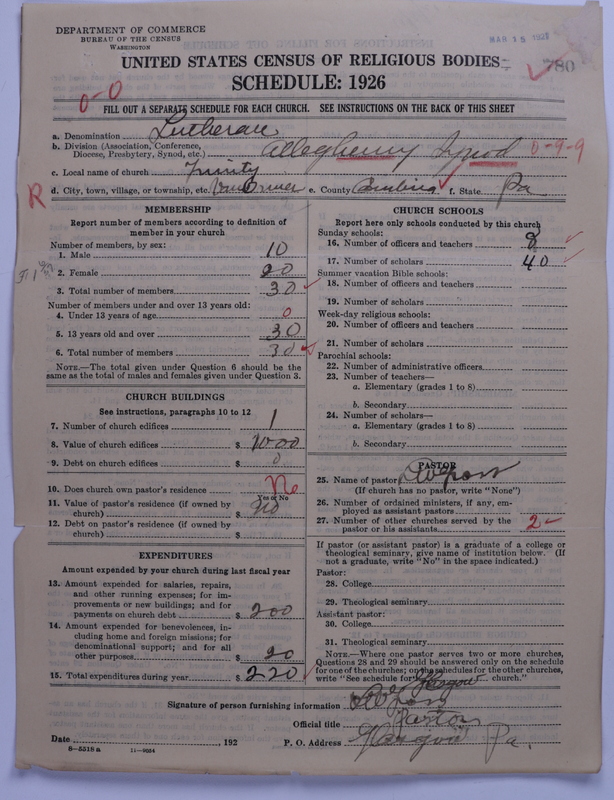 DEPARTMENT OF COMMERCE
BUREAU OF THE CENSUS
WASHINGTON
MAR 15 1928
780
UNITED STATES CENSUS OF RELIGIOUS BODIES
SCHEDULE: 1926
0-0
FILL OUT A SEPARATE SCHEDULE FOR EACH CHURCH. SEE INSTRUCTIONS ON THE BACK OF THIS SHEET
a. Denomination Lutheran
b. Division (Association, Conference, Diocese, Presbytery, Synod, etc.) Allegheny Synod 0-9-9
c. Local name of church Trinity
R
d. City, town, village, or township, etc. e. County Cambria f. State Pa
MEMBERSHIP
Report number of members according to definition of
member in your church
Number of members, by sex:
1. Male 10
2. Female 20
3. Total number of members 30
Number of members under and over 13 years old:
4. Under 13 years of age 0
5. 13 years old and over 30
6. Total number of members 30
NOTE.—The total given under Question 6 should be
same as the total of males and females given under Question 3.
CHURCH BUILDINGS
See instructions, paragraphs 10 to 12
7. Number of church edifices 1
8. Value of church edifices $ 1000
9. Debt on church edifices $ 0
10. Does church own pastor's residence No
Yes or No
11. Value of pastor's residence (if owned by
church) $ No
12. Debt on pastor's residence (if owned by
church) $
EXPENDITURES
Amount expended by your church during last fiscal year
13. Amount expended for salaries, repairs,
and other running expenses; for im-
provements or new buildings; and for
payments on church debt $ 200
14. Amount expended for benevolences, in-
cluding home and foreign missions; for
denominational support; and for all
other purposes $ 20
15. Total expenditures during year $ 220
CHURCH SCHOOLS
Report here only schools conducted by this church
Sunday schools:
16. Number of officers and teachers 8
17. Number of scholars 40
Summer vacation Bible schools:
18. Number of officers and teachers
19. Number of scholars
Week-day religious schools:
20. Number of officers and teachers
21. Number of scholars
Parochial schools:
22. Number of administrative officers
23. Number of teachers—
a. Elementary (grades 1 to 8)
b. Secondary
24. Number of scholars—
a. Elementary (grades 1 to 8)
b. Secondary
PASTOR
25. Name of pastor
(If church has no pastor, write "None")
26. Number of ordained ministers, if any, em-
ployed as assistant pastors
27. Number of other churches served by the
pastor or his assistants 2
If pastor (or assistant pastor) is a graduate of a college or
theological seminary, give name of institution below. (If
not a graduate, write "No" in the space indicated.)
Pastor:
28. College
29. Theological seminary
Assistant pastor:
30. College
31. Theological seminary
NOTE.—Where one pastor serves two or more churches,
Questions 28 and 29 should be answered only on the schedule
for one of the churches; on the schedules for the other churches,
write "See schedule for Glasgow church."
Signature of person furnishing information
Official title Pastor
Date , 192 P. O. Address Glasgow Pa.
8-5518 a 11-9034